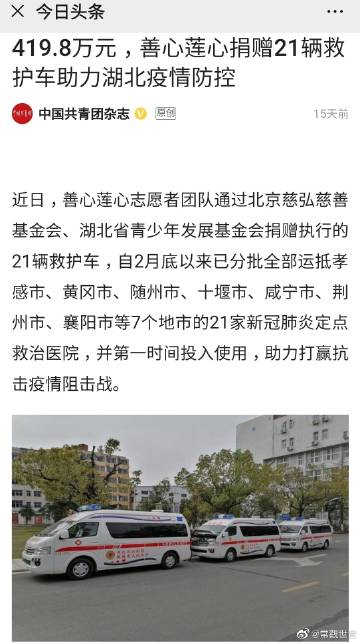 今日头条
419.8万元，善心莲心捐赠21辆救
护车助力湖北疫情防控
中国共青团杂志
原创
15天前
近日，善心莲心志愿者团队通过北京慈弘慈善
基金会、湖北省青少年发展基金会捐赠执行的
21辆救护车，自2月底以来已分批全部运抵孝
感市、黄冈市、随州市、十堰市、咸宁市、荆
州市、襄阳市等7个地市的21家新冠肺炎定点
救治医院，并第一时间投入使用，助力打赢抗
击疫情阻击战。